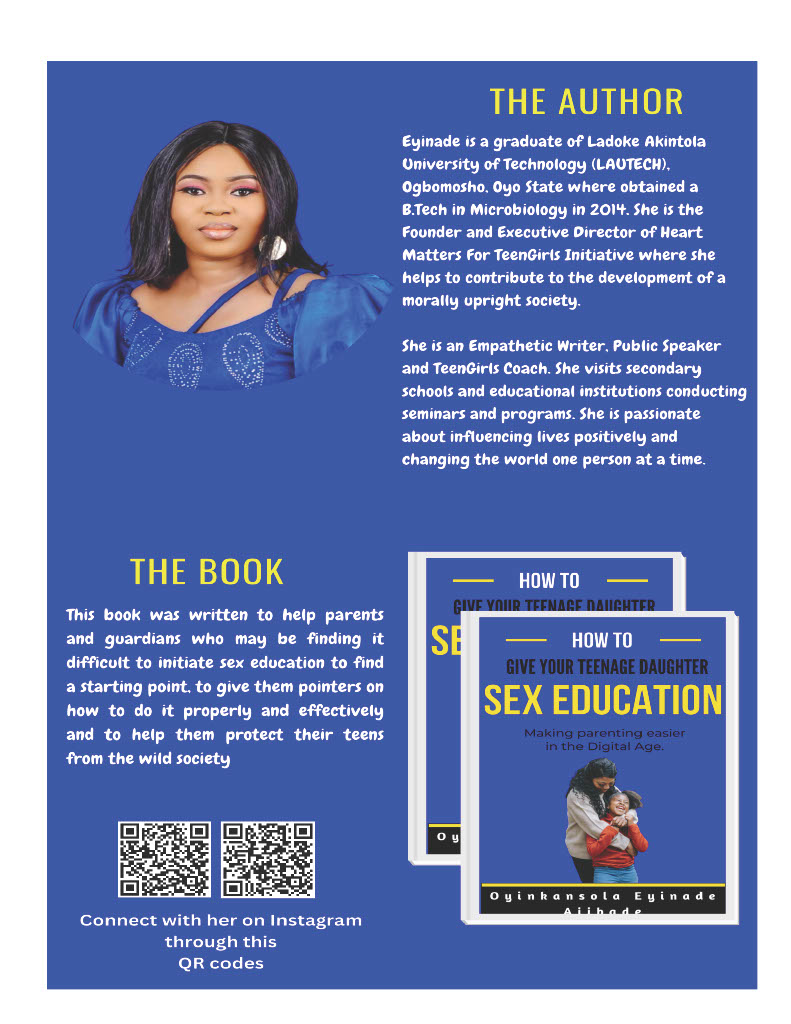 THE AUTHOR
Eyinade is a graduate of Ladoke Akintola
University of Technology (LAUTECH),
Ogbomosho, Oyo State where obtained a
B.Tech in Microbiology in 2014. She is the
Founder and Executive Director of Heart
Matters For TeenGirls Initiative where she
helps to contribute to the development of a
morally upright society.
She is an Empathetic Writer, Public Speaker
and TeenGirls Coach. She visits secondary
schools and educational institutions conducting
seminars and programs. She is passionate
about influencing lives positively and
changing the world one person at a time.
THE BOOK
This book was written to help parents
and guardians who may be finding it
difficult to initiate sex education to find
a starting point, to give them pointers on
how to do it properly and effectively
and to help them protect their teens
from the wild society
Connect with her on Instagram
through this
QR codes
HOW TO
GIVE YOUR TEENAGE DAUGHTER
SE
Oy
HOW TO
GIVE YOUR TEENAGE DAUGHTER
SEX EDUCATION
Making parenting easier
in the Digital Age.
Oyinkansola Eyinade
Ajibade